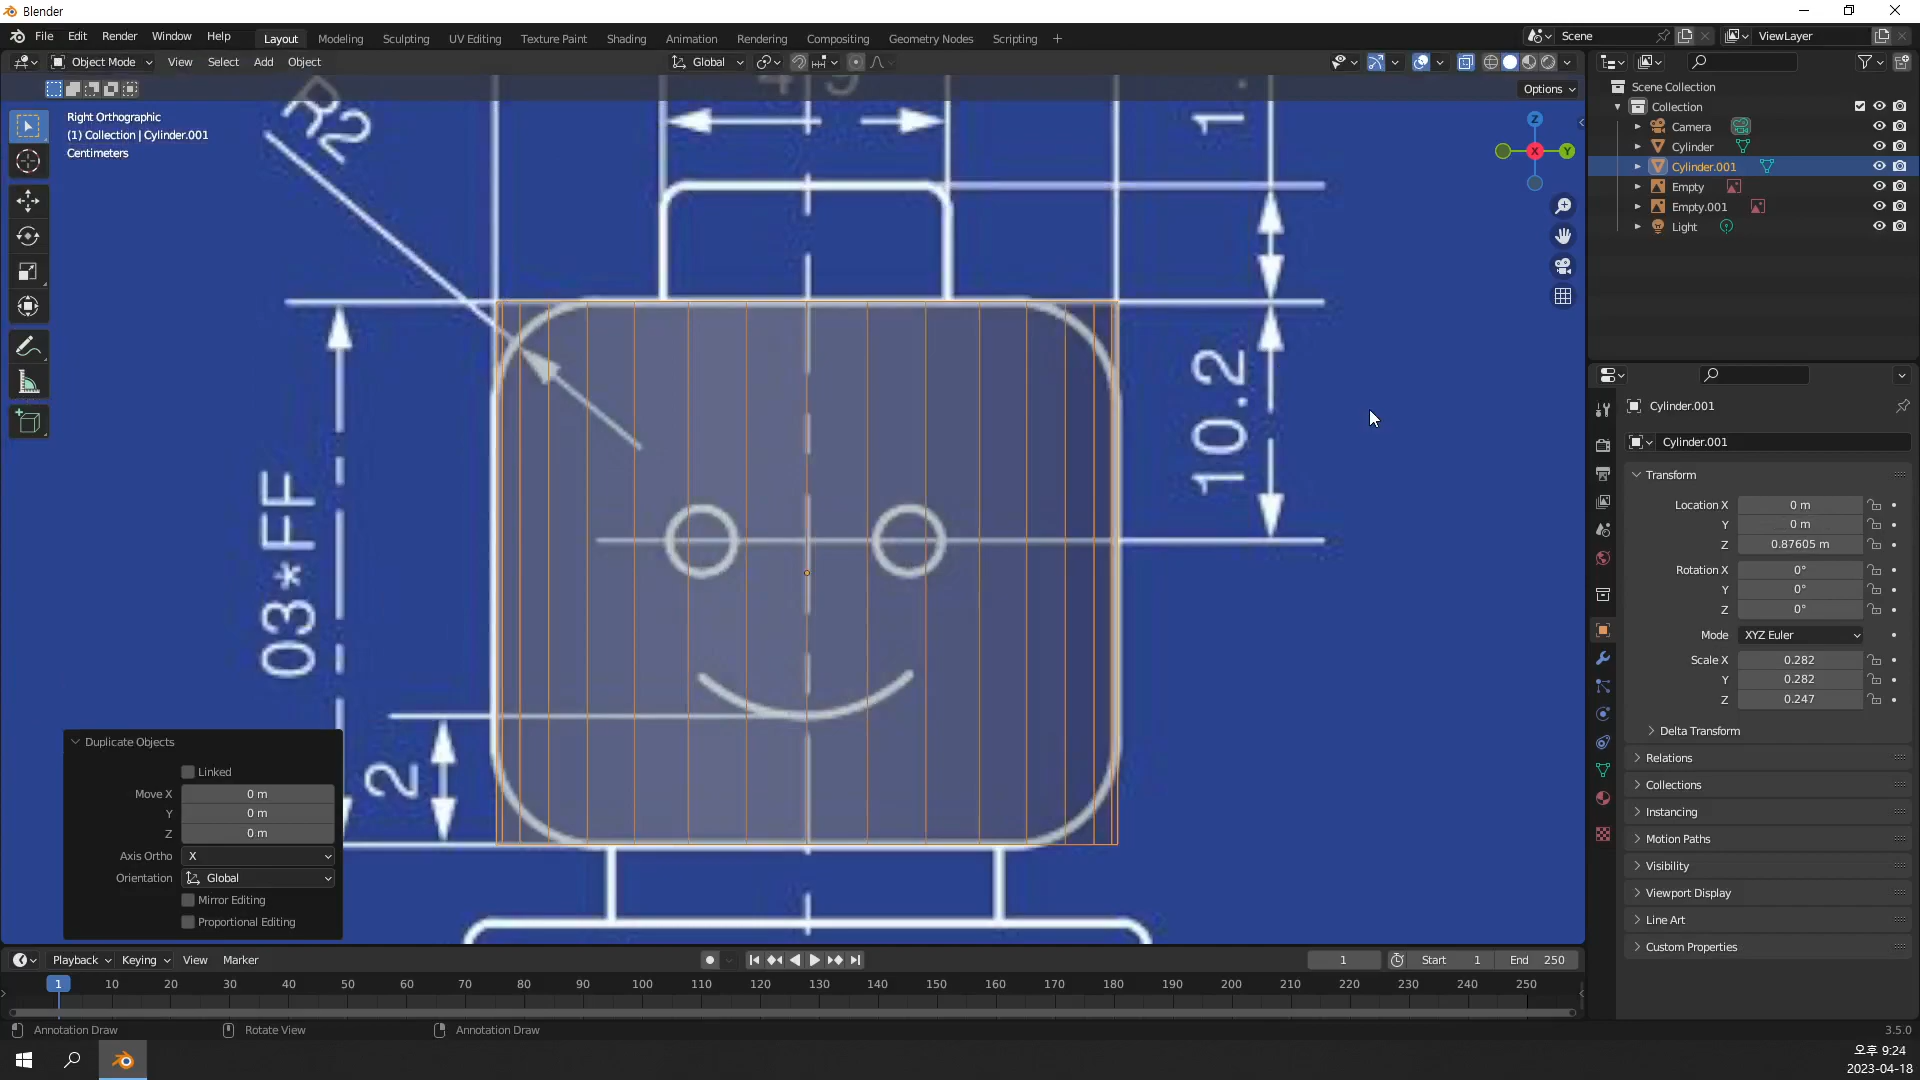 Blender
File Edit Render Window Help Layout Modeling Sculpting UV Editing Texture Paint Shading Animation Rendering Compositing Geometry Nodes Scripting + Scene ViewLayer
Object Mode View Select Add Object Global
Options
Right Orthographic
(1) Collection | Cylinder.001
Centimeters
R2
Z
X
Y
10.2
03*FF
2
Duplicate Objects
Linked
Move X 0 m
Y 0 m
Z 0 m
Axis Ortho X
Orientation Global
Mirror Editing
Proportional Editing
Scene Collection
Collection
Camera
Cylinder
Cylinder.001
Empty
Empty.001
Light
Cylinder.001
Cylinder.001
Transform
Location X 0 m
Y 0 m
Z 0.87605 m
Rotation X 0°
Y 0°
Z 0°
Mode XYZ Euler
Scale X 0.282
Y 0.282
Z 0.247
Delta Transform
Relations
Collections
Instancing
Motion Paths
Visibility
Viewport Display
Line Art
Custom Properties
Playback Keying View Marker 1 Start 1 End 250
1 10 20 30 40 50 60 70 80 90 100 110 120 130 140 150 160 170 180 190 200 210 220 230 240 250
Annotation Draw Rotate View Annotation Draw 3.5.0
오후 9:24
2023-04-18